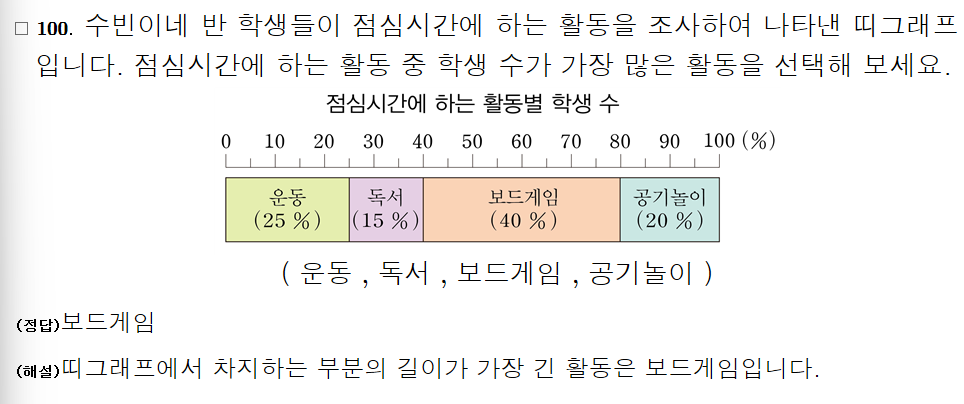 □ 100. 수빈이네 반 학생들이 점심시간에 하는 활동을 조사하여 나타낸 띠그래프
입니다. 점심시간에 하는 활동 중 학생 수가 가장 많은 활동을 선택해 보세요.
점심시간에 하는 활동별 학생 수
0 10 20 30 40 50 60 70 80 90 100 (%)
운동 독서 보드게임 공기놀이
(25 %) (15 %) (40 %) (20 %)
( 운동 , 독서 , 보드게임 , 공기놀이 )
(정답)보드게임
(해설)띠그래프에서 차지하는 부분의 길이가 가장 긴 활동은 보드게임입니다.